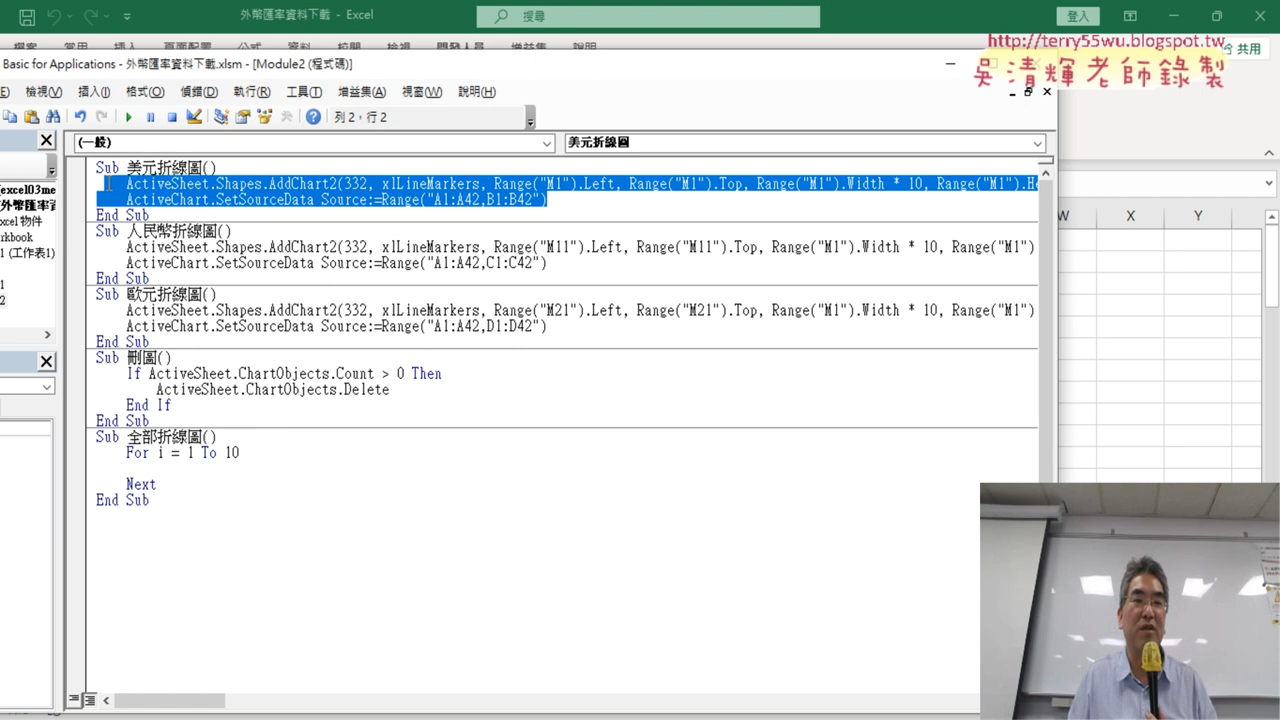 外幣匯率資料下載 - Excel
搜尋
登入
http://terry55wu.blogspot.tw
共用
吳清輝老師錄製
Basic for Applications - 外幣匯率資料下載.xlsm - [Module2 (程式碼)]
檢視(V) 插入(I) 格式(O) 偵錯(D) 執行(R) 工具(T) 增益集(A) 視窗(W) 說明(H)
列 2，行 2
(一般) 美元折線圖
W X Y
Sub 美元折線圖()
ActiveSheet.Shapes.AddChart2(332, xlLineMarkers, Range("M1").Left, Range("M1").Top, Range("M1").Width * 10, Range("M1").He
ActiveChart.SetSourceData Source:=Range("A1:A42,B1:B42")
End Sub
Sub 人民幣折線圖()
ActiveSheet.Shapes.AddChart2(332, xlLineMarkers, Range("M11").Left, Range("M11").Top, Range("M1").Width * 10, Range("M1")
ActiveChart.SetSourceData Source:=Range("A1:A42,C1:C42")
End Sub
Sub 歐元折線圖()
ActiveSheet.Shapes.AddChart2(332, xlLineMarkers, Range("M21").Left, Range("M21").Top, Range("M1").Width * 10, Range("M1")
ActiveChart.SetSourceData Source:=Range("A1:A42,D1:D42")
End Sub
Sub 刪圖()
If ActiveSheet.ChartObjects.Count > 0 Then
ActiveSheet.ChartObjects.Delete
End If
End Sub
Sub 全部折線圖()
For i = 1 To 10
Next
End Sub